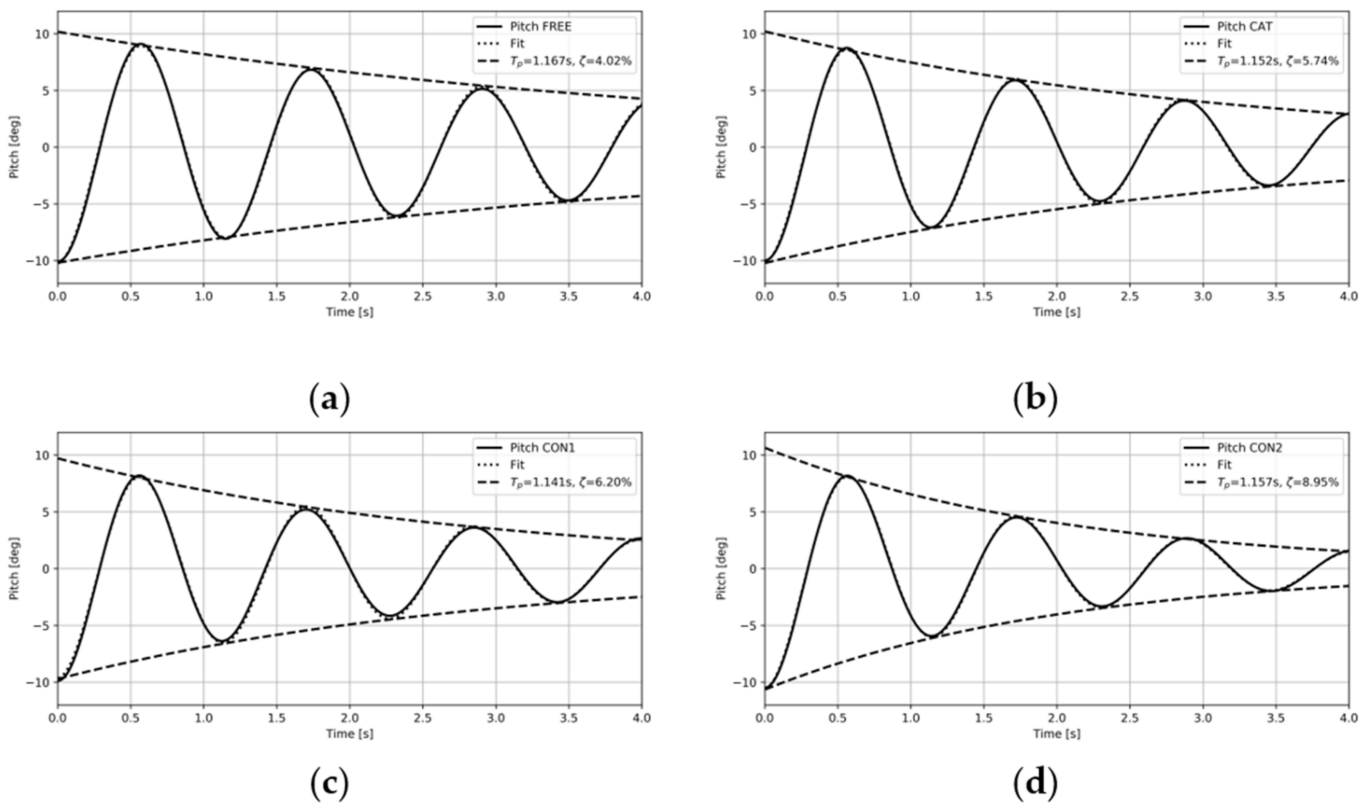 Pitch FREE
Fit
Tp=1.167s, ζ=4.02%
10
5
0
−5
−10
Pitch [deg]
0.0 0.5 1.0 1.5 2.0 2.5 3.0 3.5 4.0
Time [s]
(a)
Pitch CAT
Fit
Tp=1.152s, ζ=5.74%
10
5
0
−5
−10
Pitch [deg]
0.0 0.5 1.0 1.5 2.0 2.5 3.0 3.5 4.0
Time [s]
(b)
Pitch CON1
Fit
Tp=1.141s, ζ=6.20%
10
5
0
−5
−10
Pitch [deg]
0.0 0.5 1.0 1.5 2.0 2.5 3.0 3.5 4.0
Time [s]
(c)
Pitch CON2
Fit
Tp=1.157s, ζ=8.95%
10
5
0
−5
−10
Pitch [deg]
0.0 0.5 1.0 1.5 2.0 2.5 3.0 3.5 4.0
Time [s]
(d)